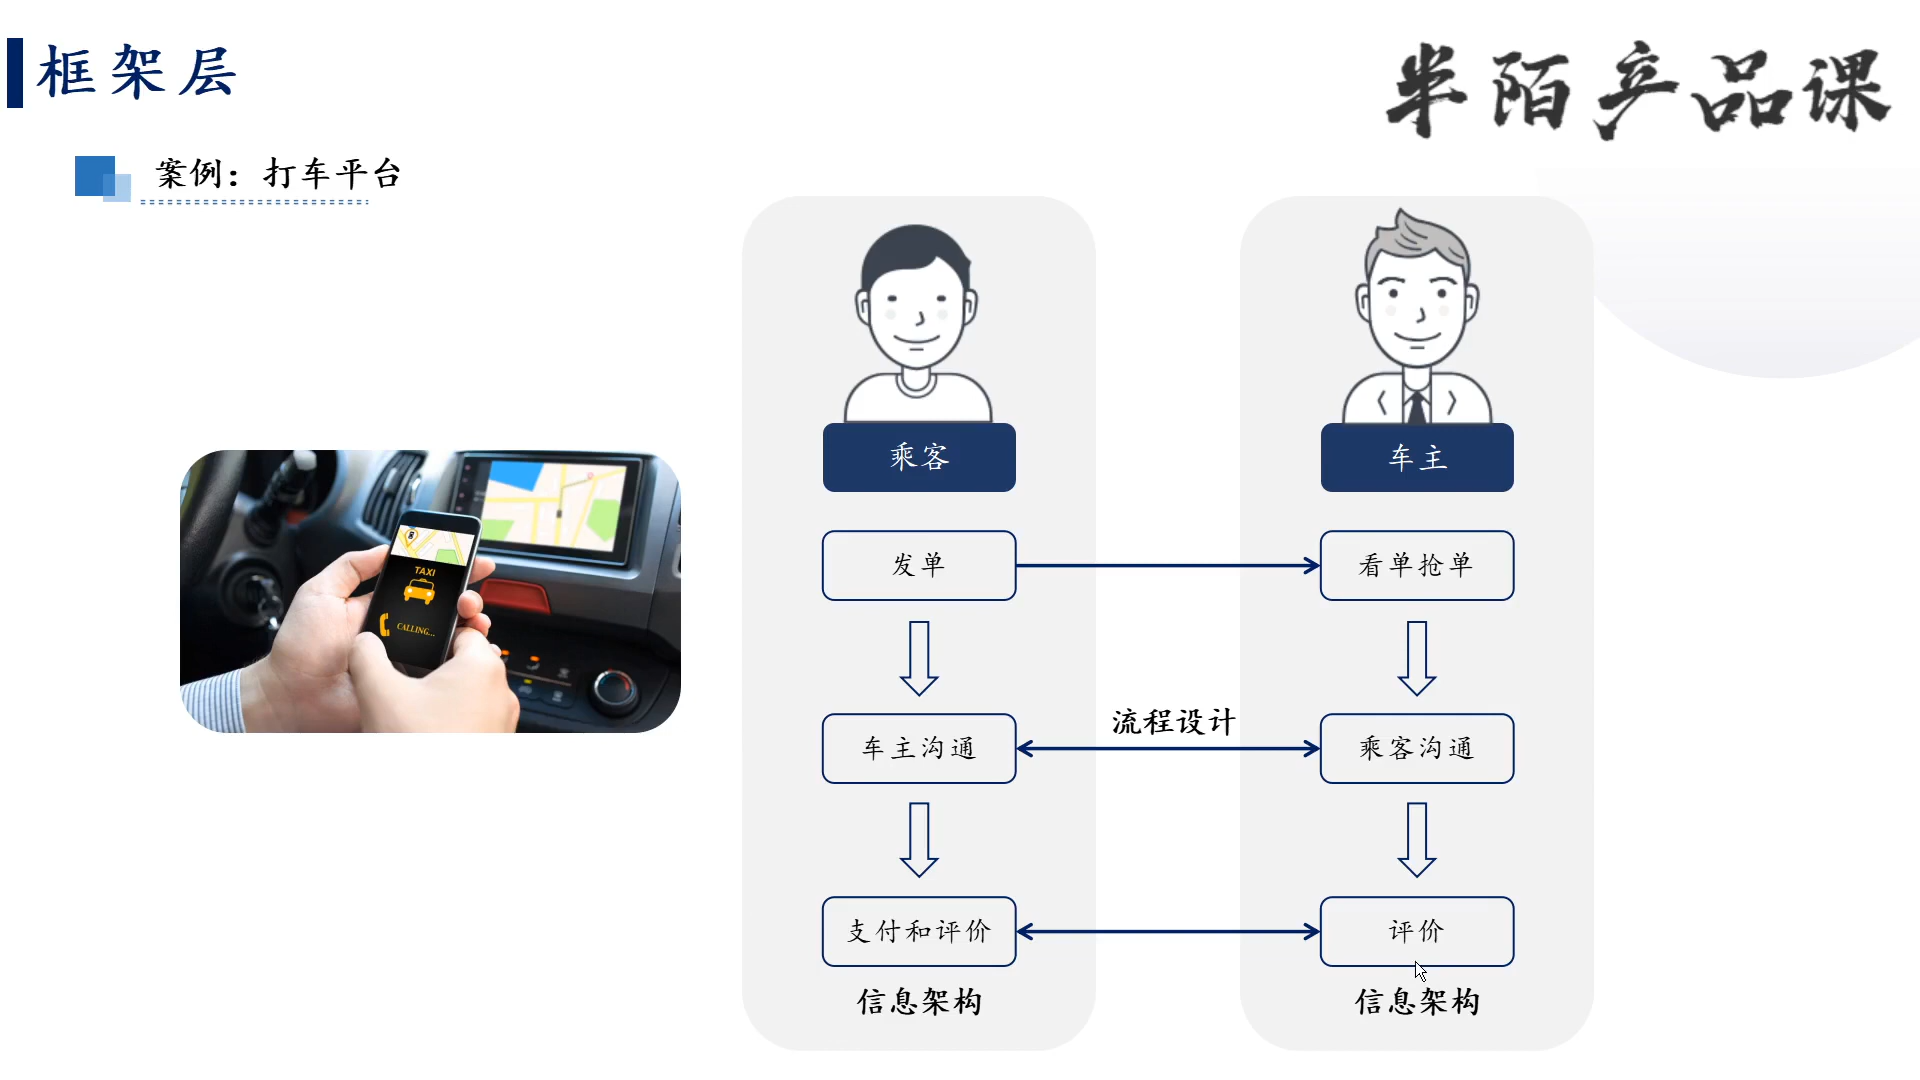 框架层
半陌产品课
案例：打车平台
乘客
车主
发单
看单抢单
流程设计
车主沟通
乘客沟通
支付和评价
评价
信息架构
信息架构
TAXI
CALLING...